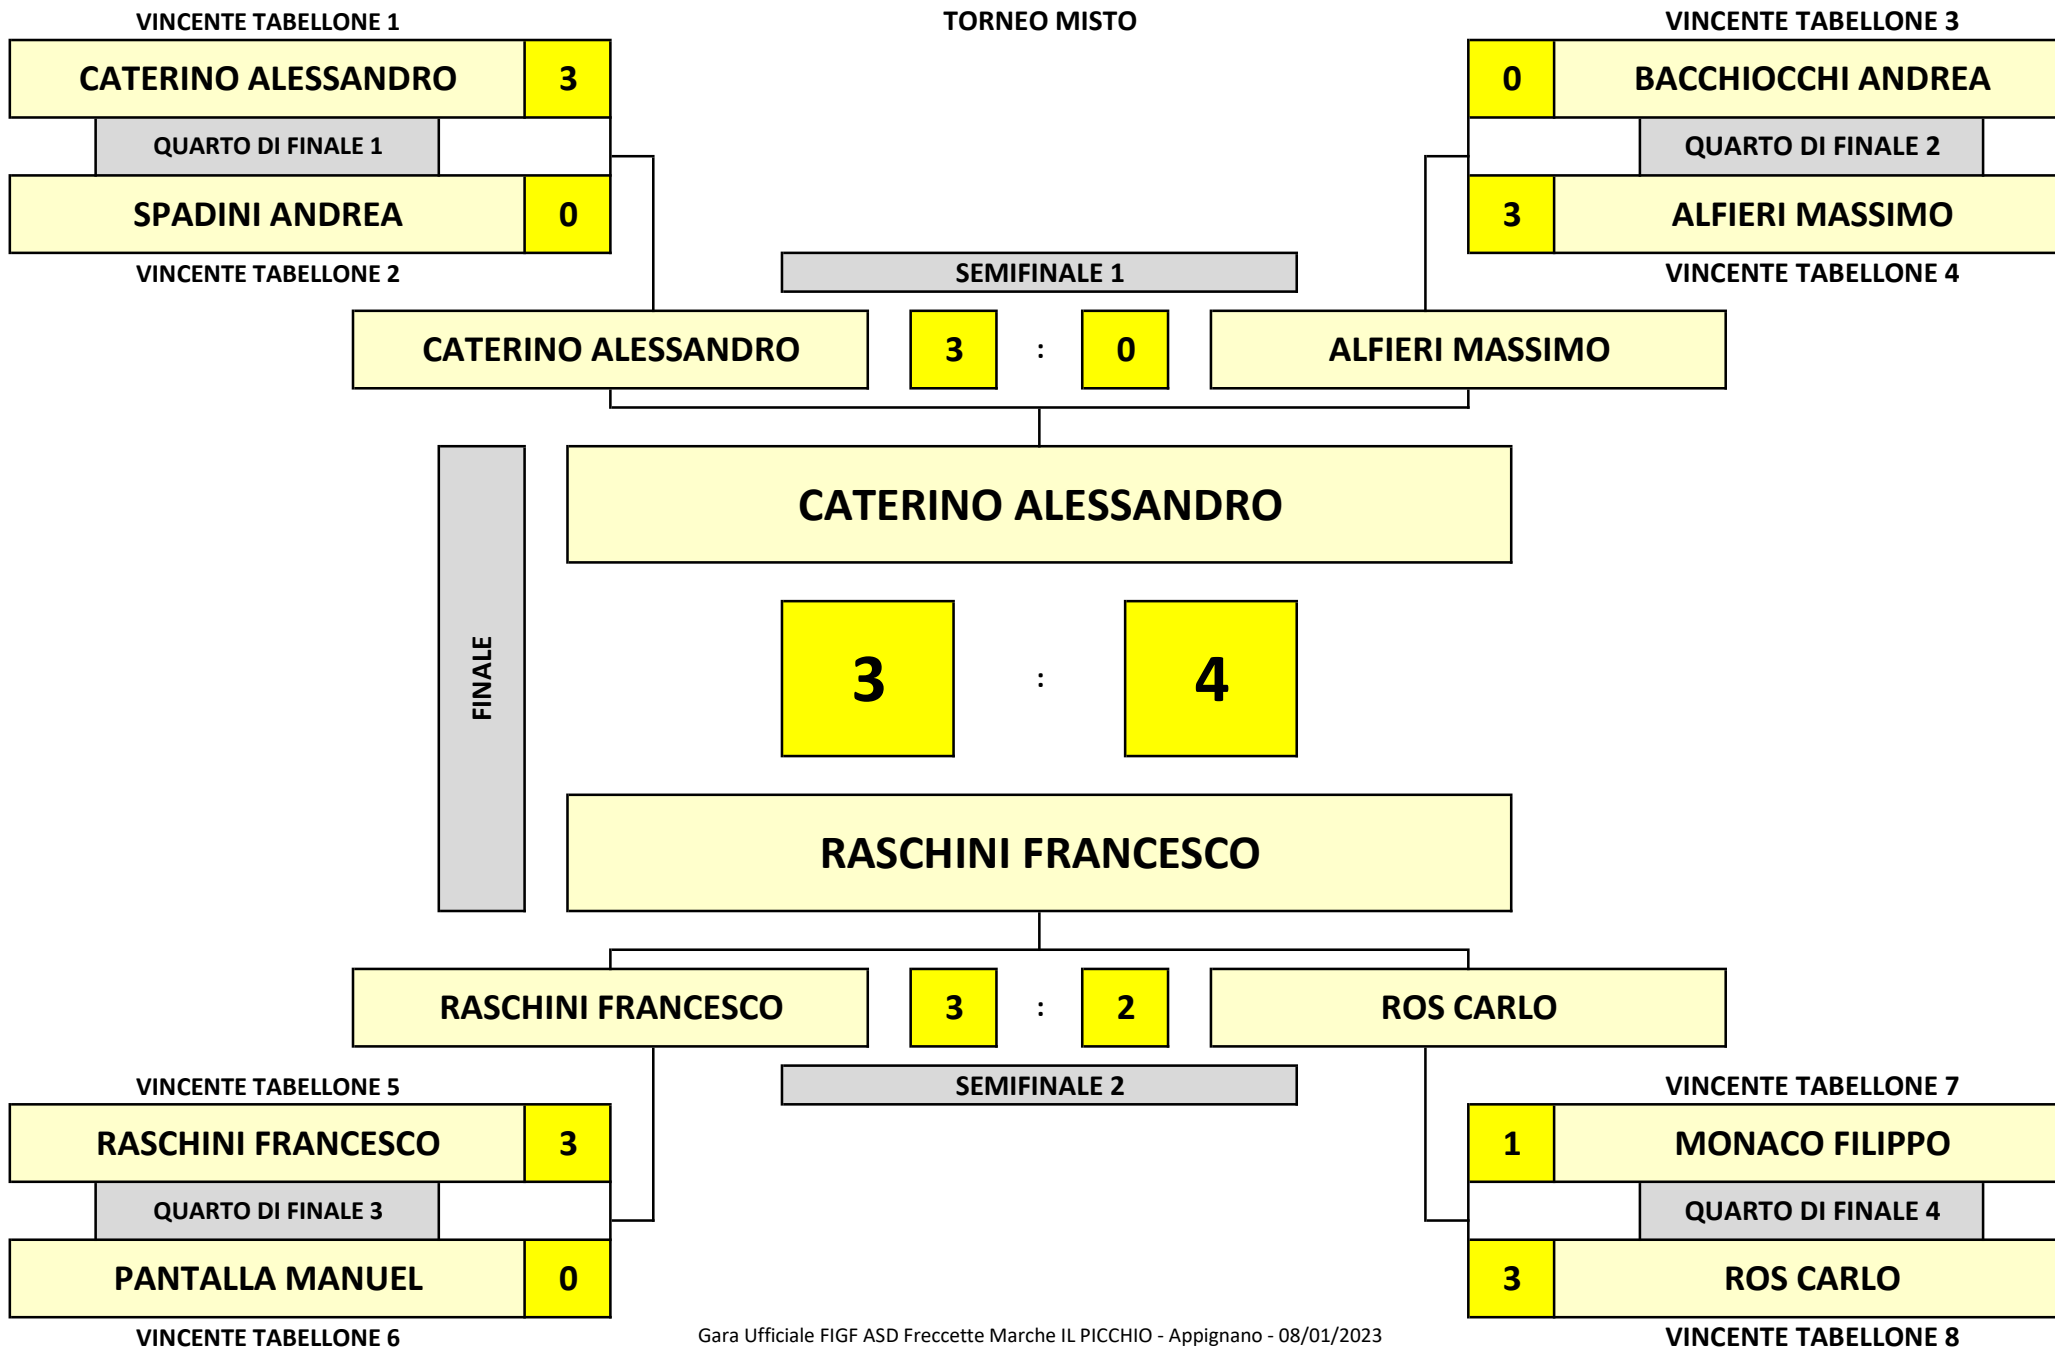 VINCENTE TABELLONE 1
TORNEO MISTO
VINCENTE TABELLONE 3
CATERINO ALESSANDRO 3
0 BACCHIOCCHI ANDREA
QUARTO DI FINALE 1
QUARTO DI FINALE 2
SPADINI ANDREA 0
3 ALFIERI MASSIMO
VINCENTE TABELLONE 2
SEMIFINALE 1
VINCENTE TABELLONE 4
CATERINO ALESSANDRO 3 : 0 ALFIERI MASSIMO
CATERINO ALESSANDRO
FINALE
3 : 4
RASCHINI FRANCESCO
RASCHINI FRANCESCO 3 : 2 ROS CARLO
VINCENTE TABELLONE 5
SEMIFINALE 2
VINCENTE TABELLONE 7
RASCHINI FRANCESCO 3
1 MONACO FILIPPO
QUARTO DI FINALE 3
QUARTO DI FINALE 4
PANTALLA MANUEL 0
3 ROS CARLO
VINCENTE TABELLONE 6
Gara Ufficiale FIGF ASD Freccette Marche IL PICCHIO - Appignano - 08/01/2023
VINCENTE TABELLONE 8